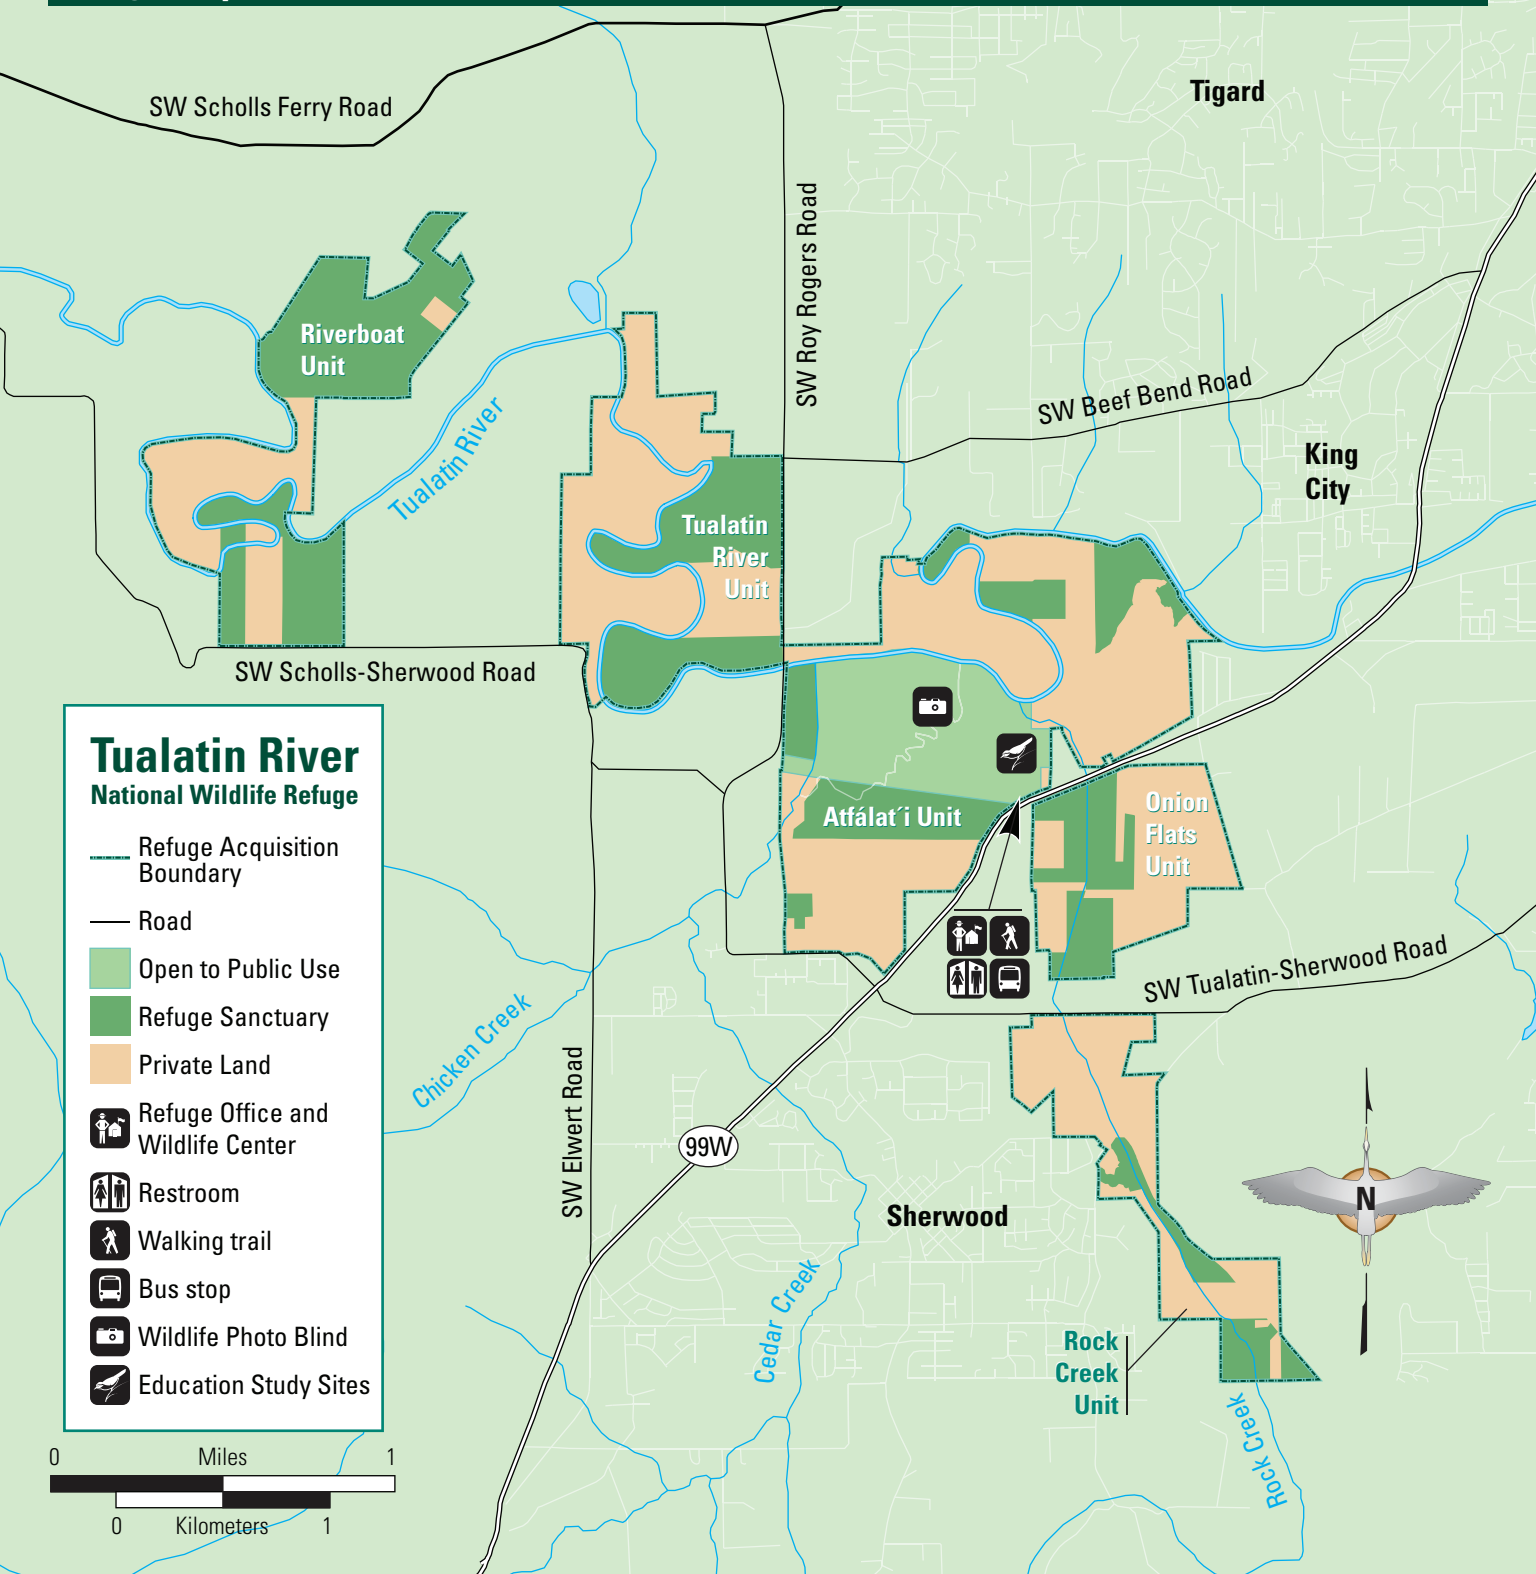 SW Scholls Ferry Road
Tigard
SW Roy Rogers Road
Riverboat
Unit
SW Beef Bend Road
Tualatin River
King
City
Tualatin
River
Unit
SW Scholls-Sherwood Road
Tualatin River
National Wildlife Refuge
Refuge Acquisition
Boundary
Road
Open to Public Use
Refuge Sanctuary
Private Land
Refuge Office and
Wildlife Center
Restroom
Walking trail
Bus stop
Wildlife Photo Blind
Education Study Sites
Atfálat´i Unit
Onion
Flats
Unit
SW Tualatin-Sherwood Road
Chicken Creek
SW Elwert Road
99W
Sherwood
N
Cedar Creek
Rock
Creek
Unit
Rock Creek
0 Miles 1
0 Kilometers 1